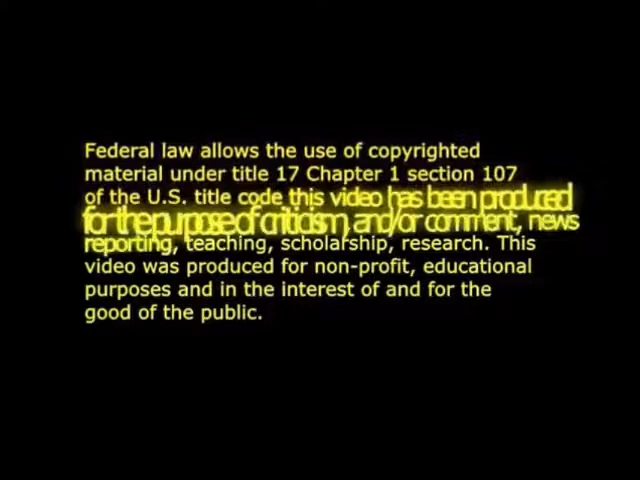 Federal law allows the use of copyrighted
material under title 17 Chapter 1 section 107
of the U.S. title code this video has been produced
for the purpose of criticism, and/or comment, news
reporting, teaching, scholarship, research. This
video was produced for non-profit, educational
purposes and in the interest of and for the
good of the public.